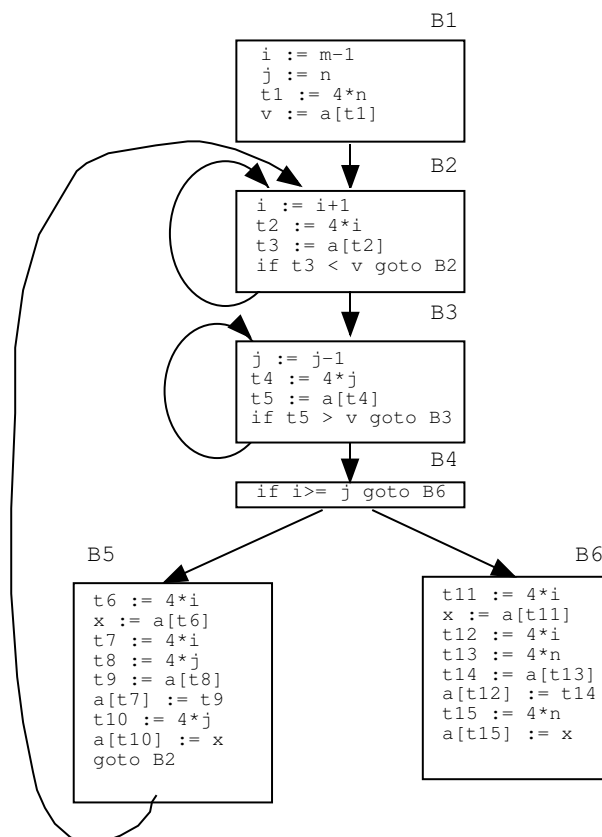 B1
i := m-1
j := n
t1 := 4*n
v := a[t1]
B2
i := i+1
t2 := 4*i
t3 := a[t2]
if t3 < v goto B2
B3
j := j-1
t4 := 4*j
t5 := a[t4]
if t5 > v goto B3
B4
if i>= j goto B6
B5
t6 := 4*i
x := a[t6]
t7 := 4*i
t8 := 4*j
t9 := a[t8]
a[t7] := t9
t10 := 4*j
a[t10] := x
goto B2
B6
t11 := 4*i
x := a[t11]
t12 := 4*i
t13 := 4*n
t14 := a[t13]
a[t12] := t14
t15 := 4*n
a[t15] := x